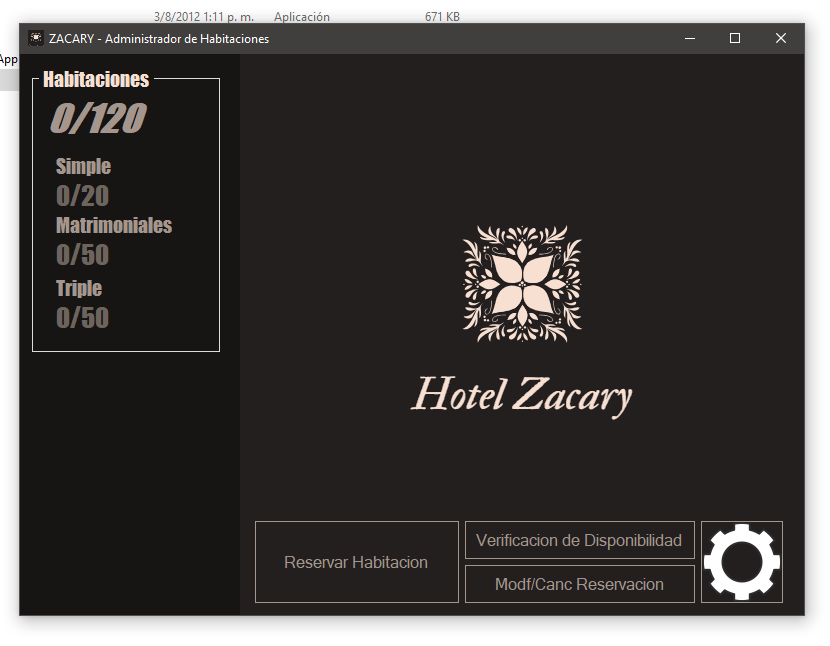 3/8/2012 1:11 p. m. Aplicación 671 KB
ZACARY - Administrador de Habitaciones
App
Habitaciones
0/120
Simple
0/20
Matrimoniales
0/50
Triple
0/50
Hotel Zacary
Reservar Habitacion
Verificacion de Disponibilidad
Modf/Canc Reservacion